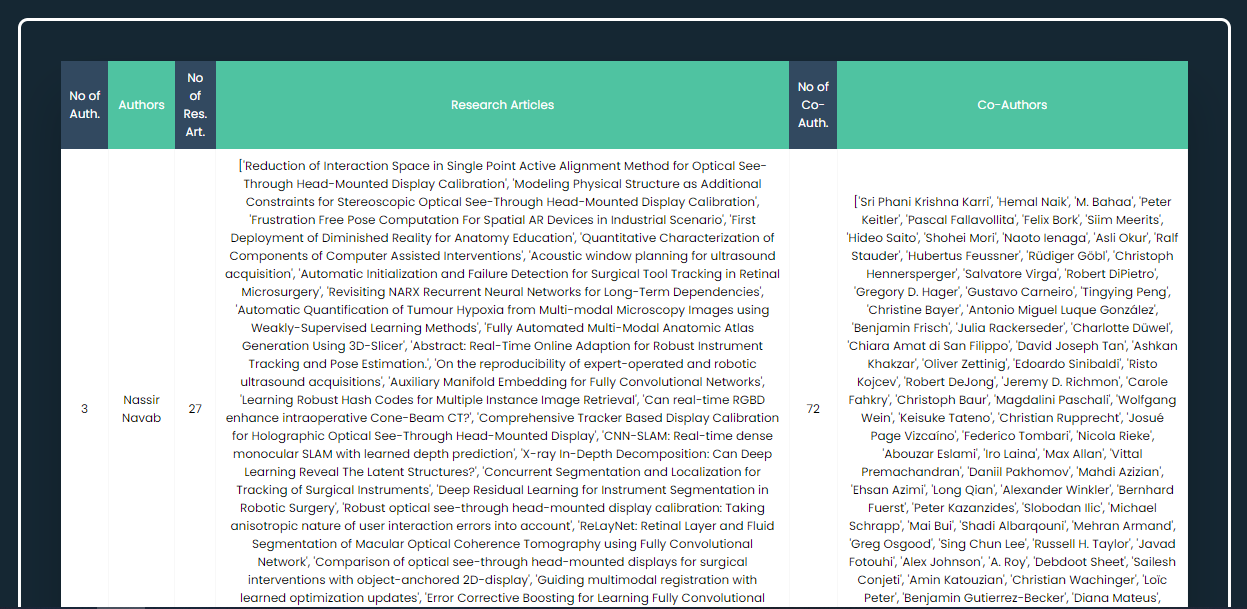 No of Auth.
Authors
No of Res. Art.
Research Articles
No of Co-Auth.
Co-Authors
3
Nassir
Navab
27
['Reduction of Interaction Space in Single Point Active Alignment Method for Optical See-
Through Head-Mounted Display Calibration', 'Modeling Physical Structure as Additional
Constraints for Stereoscopic Optical See-Through Head-Mounted Display Calibration',
'Frustration Free Pose Computation For Spatial AR Devices in Industrial Scenario', 'First
Deployment of Diminished Reality for Anatomy Education', 'Quantitative Characterization of
Components of Computer Assisted Interventions', 'Acoustic window planning for ultrasound
acquisition', 'Automatic Initialization and Failure Detection for Surgical Tool Tracking in Retinal
Microsurgery', 'Revisiting NARX Recurrent Neural Networks for Long-Term Dependencies',
'Automatic Quantification of Tumour Hypoxia from Multi-modal Microscopy Images using
Weakly-Supervised Learning Methods', 'Fully Automated Multi-Modal Anatomic Atlas
Generation Using 3D-Slicer', 'Abstract: Real-Time Online Adaption for Robust Instrument
Tracking and Pose Estimation.', 'On the reproducibility of expert-operated and robotic
ultrasound acquisitions', 'Auxiliary Manifold Embedding for Fully Convolutional Networks',
'Learning Robust Hash Codes for Multiple Instance Image Retrieval', 'Can real-time RGBD
enhance intraoperative Cone-Beam CT?', 'Comprehensive Tracker Based Display Calibration
for Holographic Optical See-Through Head-Mounted Display', 'CNN-SLAM: Real-time dense
monocular SLAM with learned depth prediction', 'X-ray In-Depth Decomposition: Can Deep
Learning Reveal The Latent Structures?', 'Concurrent Segmentation and Localization for
Tracking of Surgical Instruments', 'Deep Residual Learning for Instrument Segmentation in
Robotic Surgery', 'Robust optical see-through head-mounted display calibration: Taking
anisotropic nature of user interaction errors into account', 'ReLayNet: Retinal Layer and Fluid
Segmentation of Macular Optical Coherence Tomography using Fully Convolutional
Network', 'Comparison of optical see-through head-mounted displays for surgical
interventions with object-anchored 2D-display', 'Guiding multimodal registration with
learned optimization updates', 'Error Corrective Boosting for Learning Fully Convolutional
72
['Sri Phani Krishna Karri', 'Hemal Naik', 'M. Bahaa', 'Peter
Keitler', 'Pascal Fallavollita', 'Felix Bork', 'Siim Meerits',
'Hideo Saito', 'Shohei Mori', 'Naoto Ienaga', 'Asli Okur', 'Ralf
Stauder', 'Hubertus Feussner', 'Rüdiger Göbl', 'Christoph
Hennersperger', 'Salvatore Virga', 'Robert DiPietro',
'Gregory D. Hager', 'Gustavo Carneiro', 'Tingying Peng',
'Christine Bayer', 'Antonio Miguel Luque González',
'Benjamin Frisch', 'Julia Rackerseder', 'Charlotte Düwel',
'Chiara Amat di San Filippo', 'David Joseph Tan', 'Ashkan
Khakzar', 'Oliver Zettinig', 'Edoardo Sinibaldi', 'Risto
Kojcev', 'Robert DeJong', 'Jeremy D. Richmon', 'Carole
Fahkry', 'Christoph Baur', 'Magdalini Paschali', 'Wolfgang
Wein', 'Keisuke Tateno', 'Christian Rupprecht', 'Josué
Page Vizcaíno', 'Federico Tombari', 'Nicola Rieke',
'Abouzar Eslami', 'Iro Laina', 'Max Allan', 'Vittal
Premachandran', 'Daniil Pakhomov', 'Mahdi Azizian',
'Ehsan Azimi', 'Long Qian', 'Alexander Winkler', 'Bernhard
Fuerst', 'Peter Kazanzides', 'Slobodan Ilic', 'Michael
Schrapp', 'Mai Bui', 'Shadi Albarqouni', 'Mehran Armand',
'Greg Osgood', 'Sing Chun Lee', 'Russell H. Taylor', 'Javad
Fotouhi', 'Alex Johnson', 'A. Roy', 'Debdoot Sheet', 'Sailesh
Conjeti', 'Amin Katouzian', 'Christian Wachinger', 'Loïc
Peter', 'Benjamin Gutierrez-Becker', 'Diana Mateus',